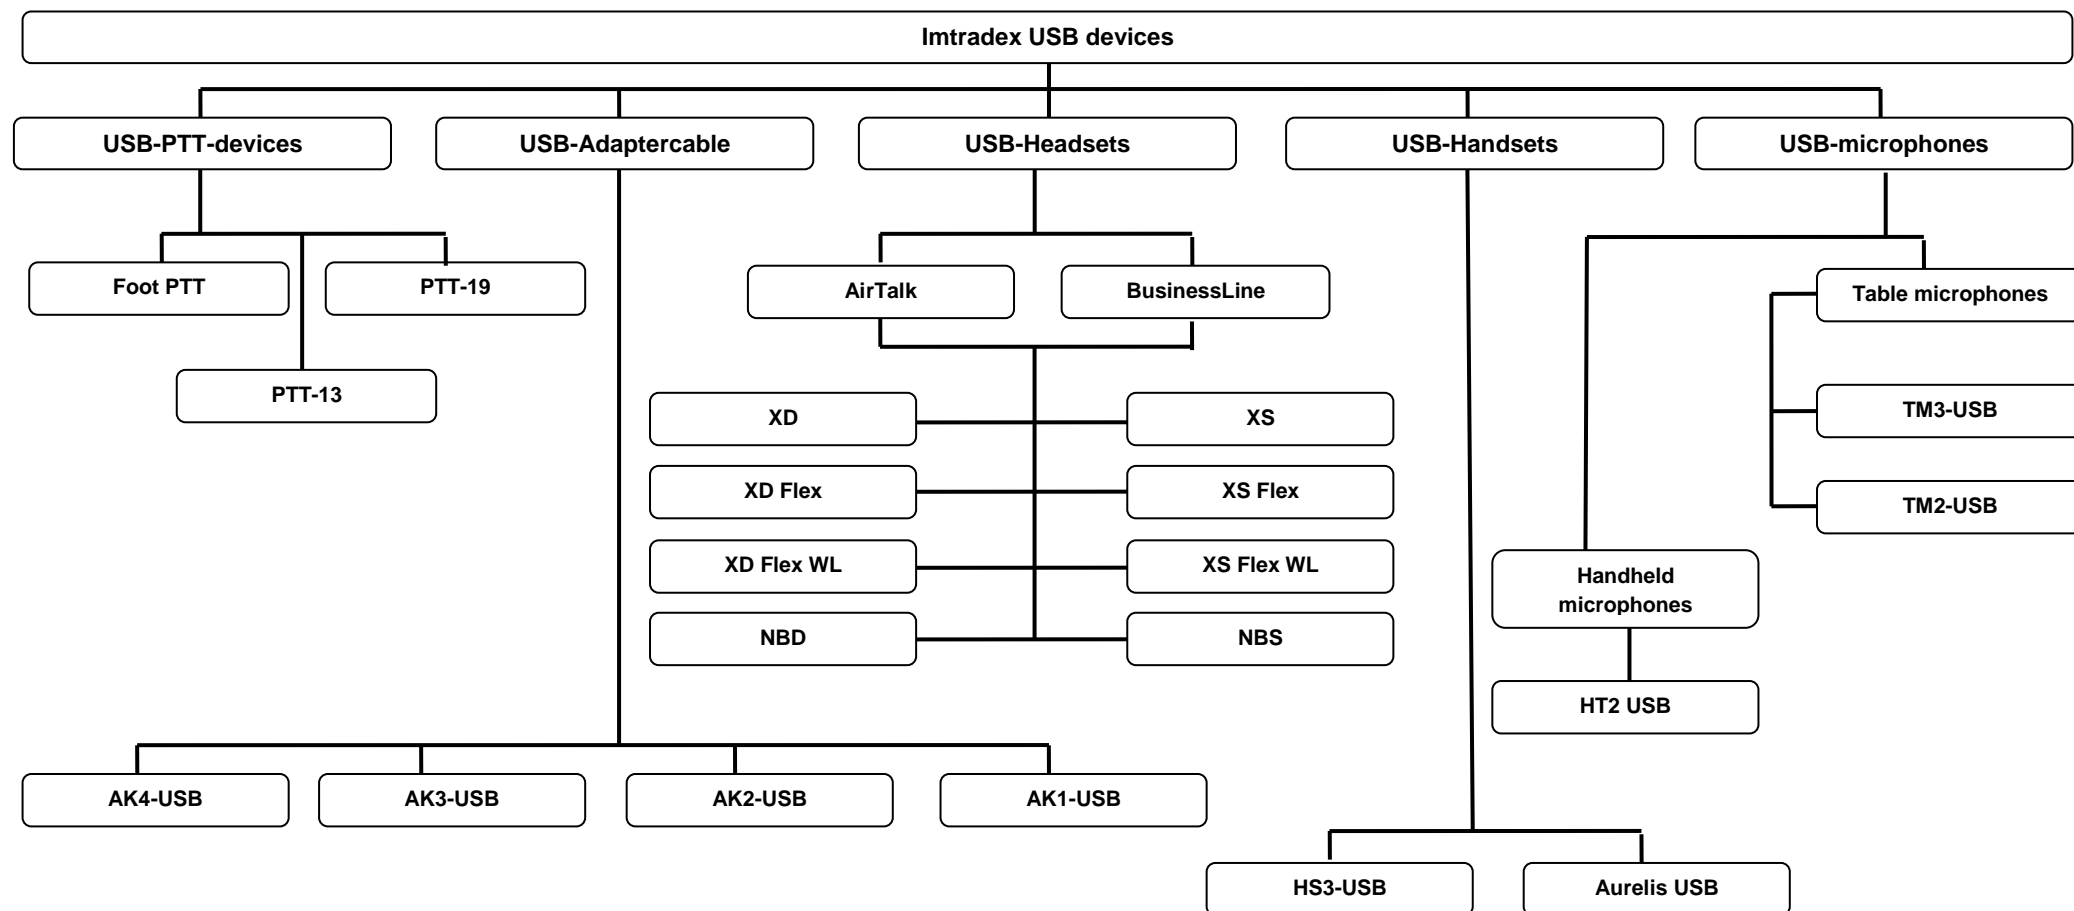 Imtradex USB devices
USB-PTT-devices
USB-Adaptercable
USB-Headsets
USB-Handsets
USB-microphones
Foot PTT
PTT-19
AirTalk
BusinessLine
Table microphones
PTT-13
XD
XS
TM3-USB
XD Flex
XS Flex
TM2-USB
XD Flex WL
XS Flex WL
Handheld
microphones
NBD
NBS
HT2 USB
AK4-USB
AK3-USB
AK2-USB
AK1-USB
HS3-USB
Aurelis USB